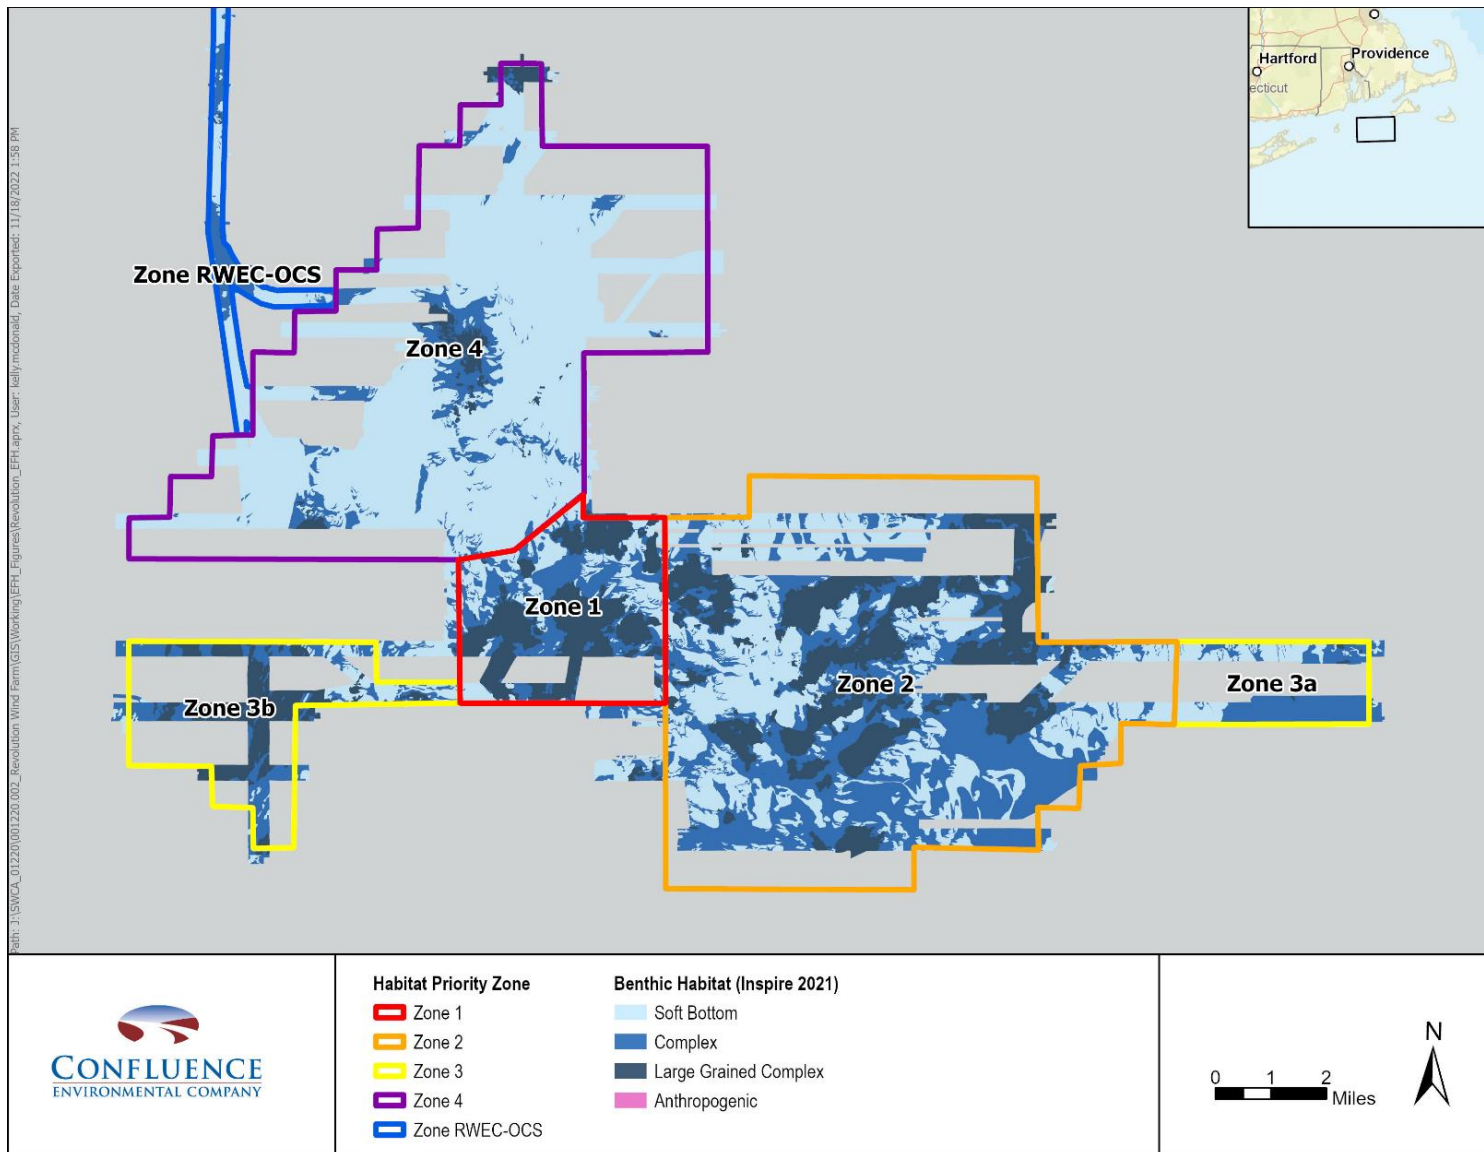 Hartford
Providence
ecticut
Path: J:\SWCA_01220\001220.002_Revolution Wind Farm\GIS\Working\EFH_Figures\Revolution_EFH.aprx, User: kelly.mcdonald, Date Exported: 11/18/2022 1:58 PM
Zone RWEC-OCS
Zone 4
Zone 1
Zone 2
Zone 3a
Zone 3b
CONFLUENCE
ENVIRONMENTAL COMPANY
Habitat Priority Zone
Zone 1
Zone 2
Zone 3
Zone 4
Zone RWEC-OCS
Benthic Habitat (Inspire 2021)
Soft Bottom
Complex
Large Grained Complex
Anthropogenic
0 1 2
Miles
N